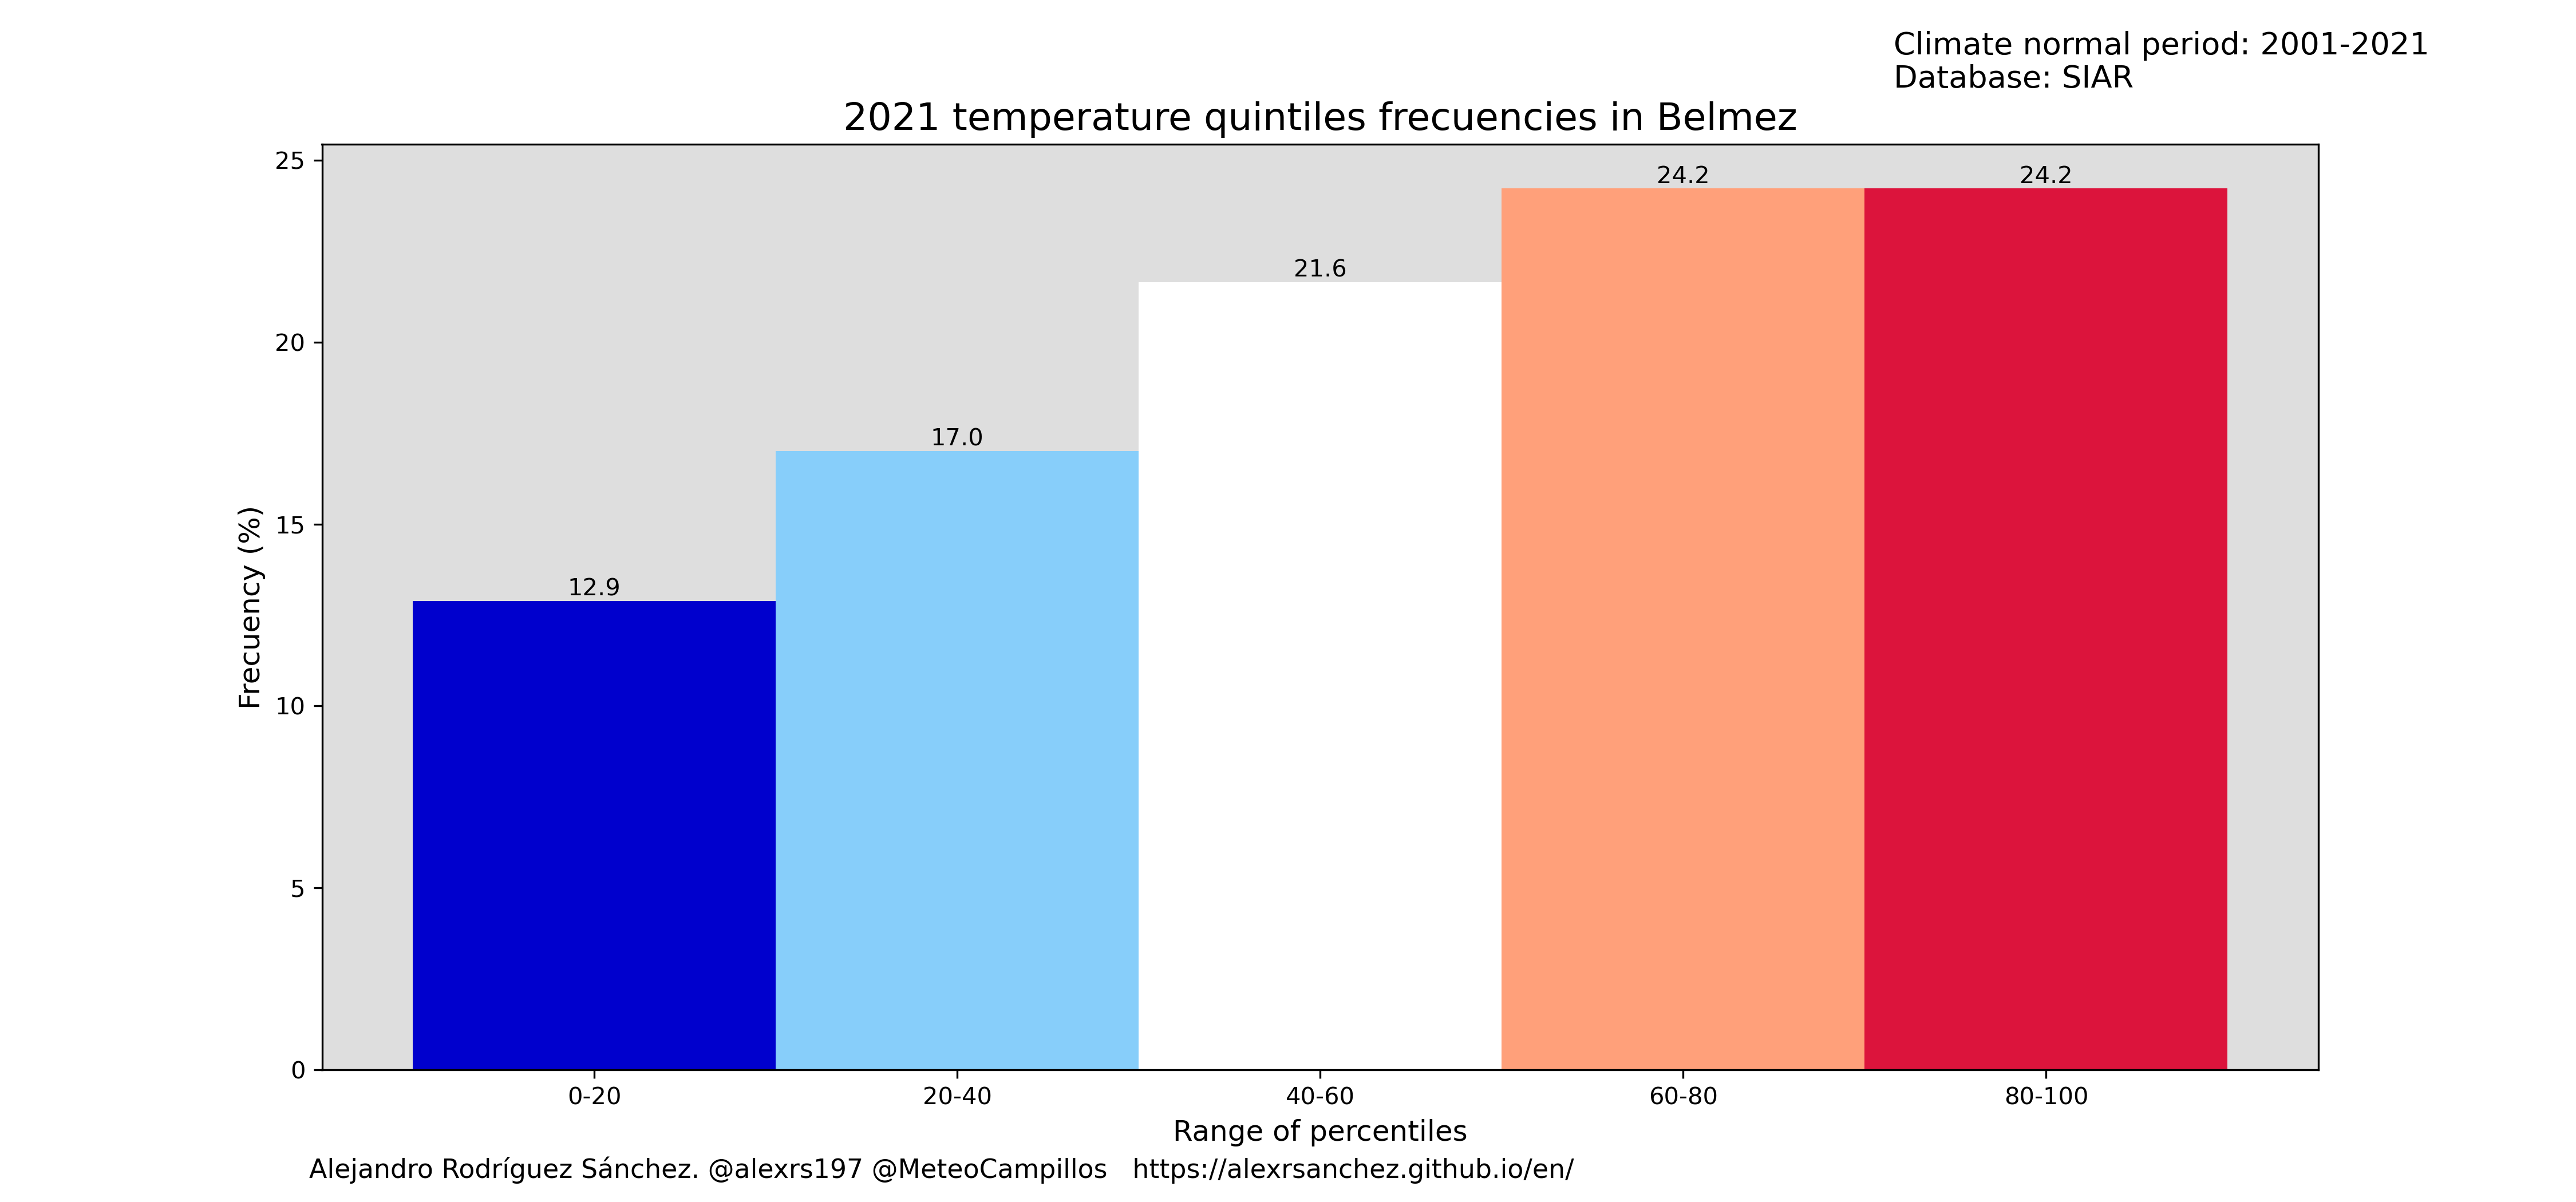 Climate normal period: 2001-2021
Database: SIAR
2021 temperature quintiles frecuencies in Belmez
25
20
15
10
5
0
Frecuency (%)
12.9
17.0
21.6
24.2
24.2
0-20
20-40
40-60
60-80
80-100
Range of percentiles
Alejandro Rodríguez Sánchez. @alexrs197 @MeteoCampillos   https://alexrsanchez.github.io/en/